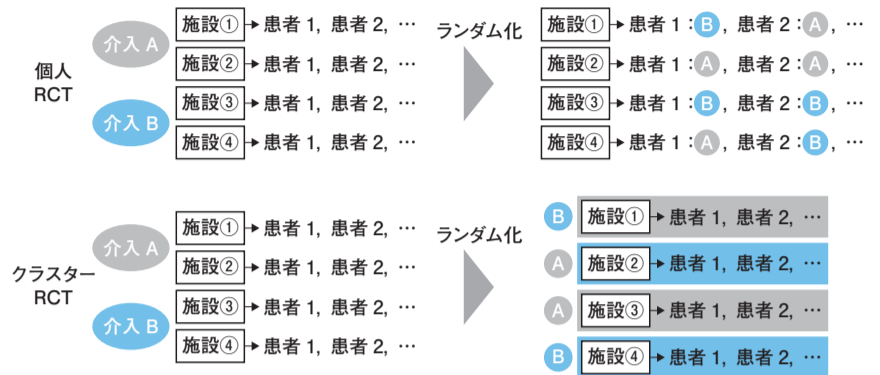 個人
RCT
介入 A
介入 B
施設① 患者 1, 患者 2, …
施設② 患者 1, 患者 2, …
施設③ 患者 1, 患者 2, …
施設④ 患者 1, 患者 2, …
ランダム化
施設① 患者 1：B, 患者 2：A, …
施設② 患者 1：A, 患者 2：A, …
施設③ 患者 1：B, 患者 2：B, …
施設④ 患者 1：A, 患者 2：B, …
クラスター
RCT
介入 A
介入 B
施設① 患者 1, 患者 2, …
施設② 患者 1, 患者 2, …
施設③ 患者 1, 患者 2, …
施設④ 患者 1, 患者 2, …
ランダム化
B 施設① 患者 1, 患者 2, …
A 施設② 患者 1, 患者 2, …
A 施設③ 患者 1, 患者 2, …
B 施設④ 患者 1, 患者 2, …